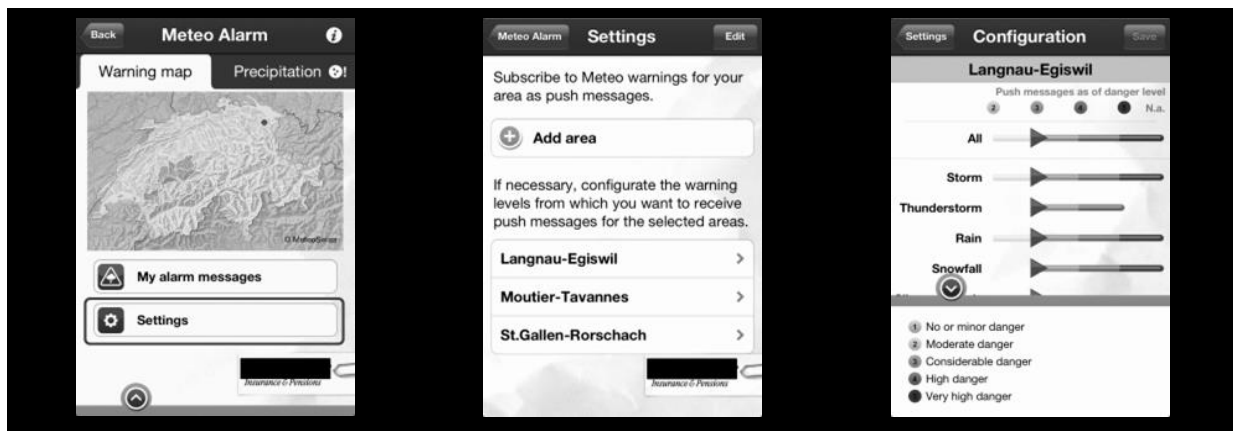 Back
Meteo Alarm
i
Warning map
Precipitation !
© MeteoSwiss
My alarm messages
Settings
Insurance & Pensions
Meteo Alarm
Settings
Edit
Subscribe to Meteo warnings for your
area as push messages.
Add area
If necessary, configurate the warning
levels from which you want to receive
push messages for the selected areas.
Langnau-Egiswil
Moutier-Tavannes
St.Gallen-Rorschach
Insurance & Pensions
Settings
Configuration
Save
Langnau-Egiswil
Push messages as of danger level
2 3 4 5 N.a.
All
Storm
Thunderstorm
Rain
Snowfall
1 No or minor danger
2 Moderate danger
3 Considerable danger
4 High danger
5 Very high danger